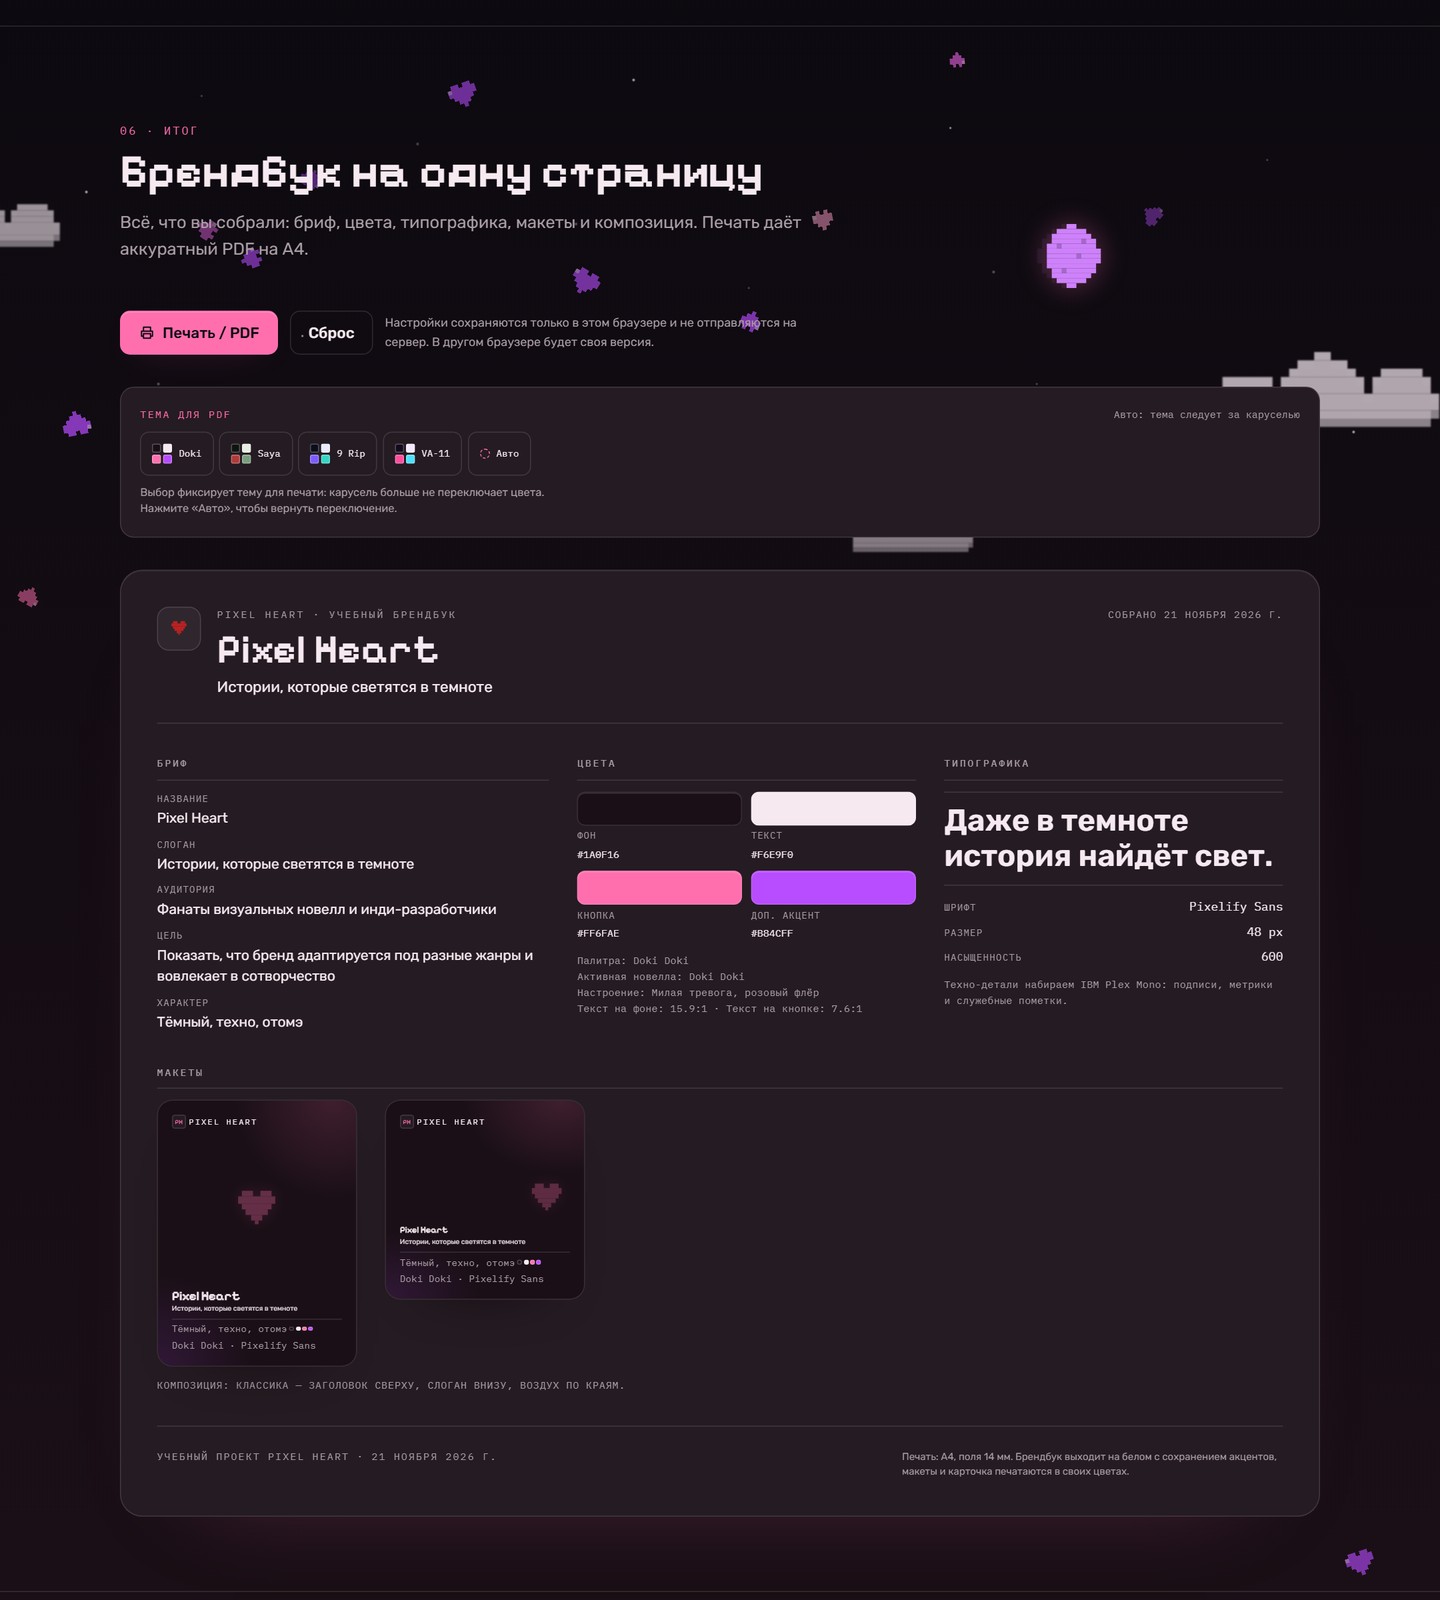 06 · ИТОГ
Брендбук на одну страницу
Всё, что вы собрали: бриф, цвета, типографика, макеты и композиция. Печать даёт
аккуратный PDF на A4.
Печать / PDF
Сброс
Настройки сохраняются только в этом браузере и не отправляются на
сервер. В другом браузере будет своя версия.
ТЕМА ДЛЯ PDF
Авто: тема следует за каруселью
Doki
Saya
9 Rip
VA-11
Авто
Выбор фиксирует тему для печати: карусель больше не переключает цвета.
Нажмите «Авто», чтобы вернуть переключение.
PIXEL HEART · УЧЕБНЫЙ БРЕНДБУК
СОБРАНО 21 НОЯБРЯ 2026 Г.
Pixel Heart
Истории, которые светятся в темноте
БРИФ
НАЗВАНИЕ
Pixel Heart
СЛОГАН
Истории, которые светятся в темноте
АУДИТОРИЯ
Фанаты визуальных новелл и инди-разработчики
ЦЕЛЬ
Показать, что бренд адаптируется под разные жанры и
вовлекает в сотворчество
ХАРАКТЕР
Тёмный, техно, отомэ
ЦВЕТА
ФОН
#1A0F16
ТЕКСТ
#F6E9F0
КНОПКА
#FF6FAE
ДОП. АКЦЕНТ
#B84CFF
Палитра: Doki Doki
Активная новелла: Doki Doki
Настроение: Милая тревога, розовый флёр
Текст на фоне: 15.9:1 · Текст на кнопке: 7.6:1
ТИПОГРАФИКА
Даже в темноте
история найдёт свет.
ШРИФТ
Pixelify Sans
РАЗМЕР
48 px
НАСЫЩЕННОСТЬ
600
Техно-детали набираем IBM Plex Mono: подписи, метрики
и служебные пометки.
МАКЕТЫ
PH PIXEL HEART
Pixel Heart
Истории, которые светятся в темноте
Тёмный, техно, отомэ
Doki Doki · Pixelify Sans
PH PIXEL HEART
Pixel Heart
Истории, которые светятся в темноте
Тёмный, техно, отомэ
Doki Doki · Pixelify Sans
КОМПОЗИЦИЯ: КЛАССИКА — ЗАГОЛОВОК СВЕРХУ, СЛОГАН ВНИЗУ, ВОЗДУХ ПО КРАЯМ.
УЧЕБНЫЙ ПРОЕКТ PIXEL HEART · 21 НОЯБРЯ 2026 Г.
Печать: A4, поля 14 мм. Брендбук выходит на белом с сохранением акцентов,
макеты и карточка печатаются в своих цветах.